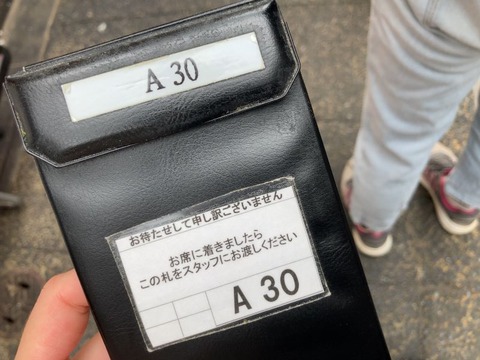 A 30
お待たせして申し訳ございません
お席に着きましたら
この札をスタッフにお渡しください
A 30